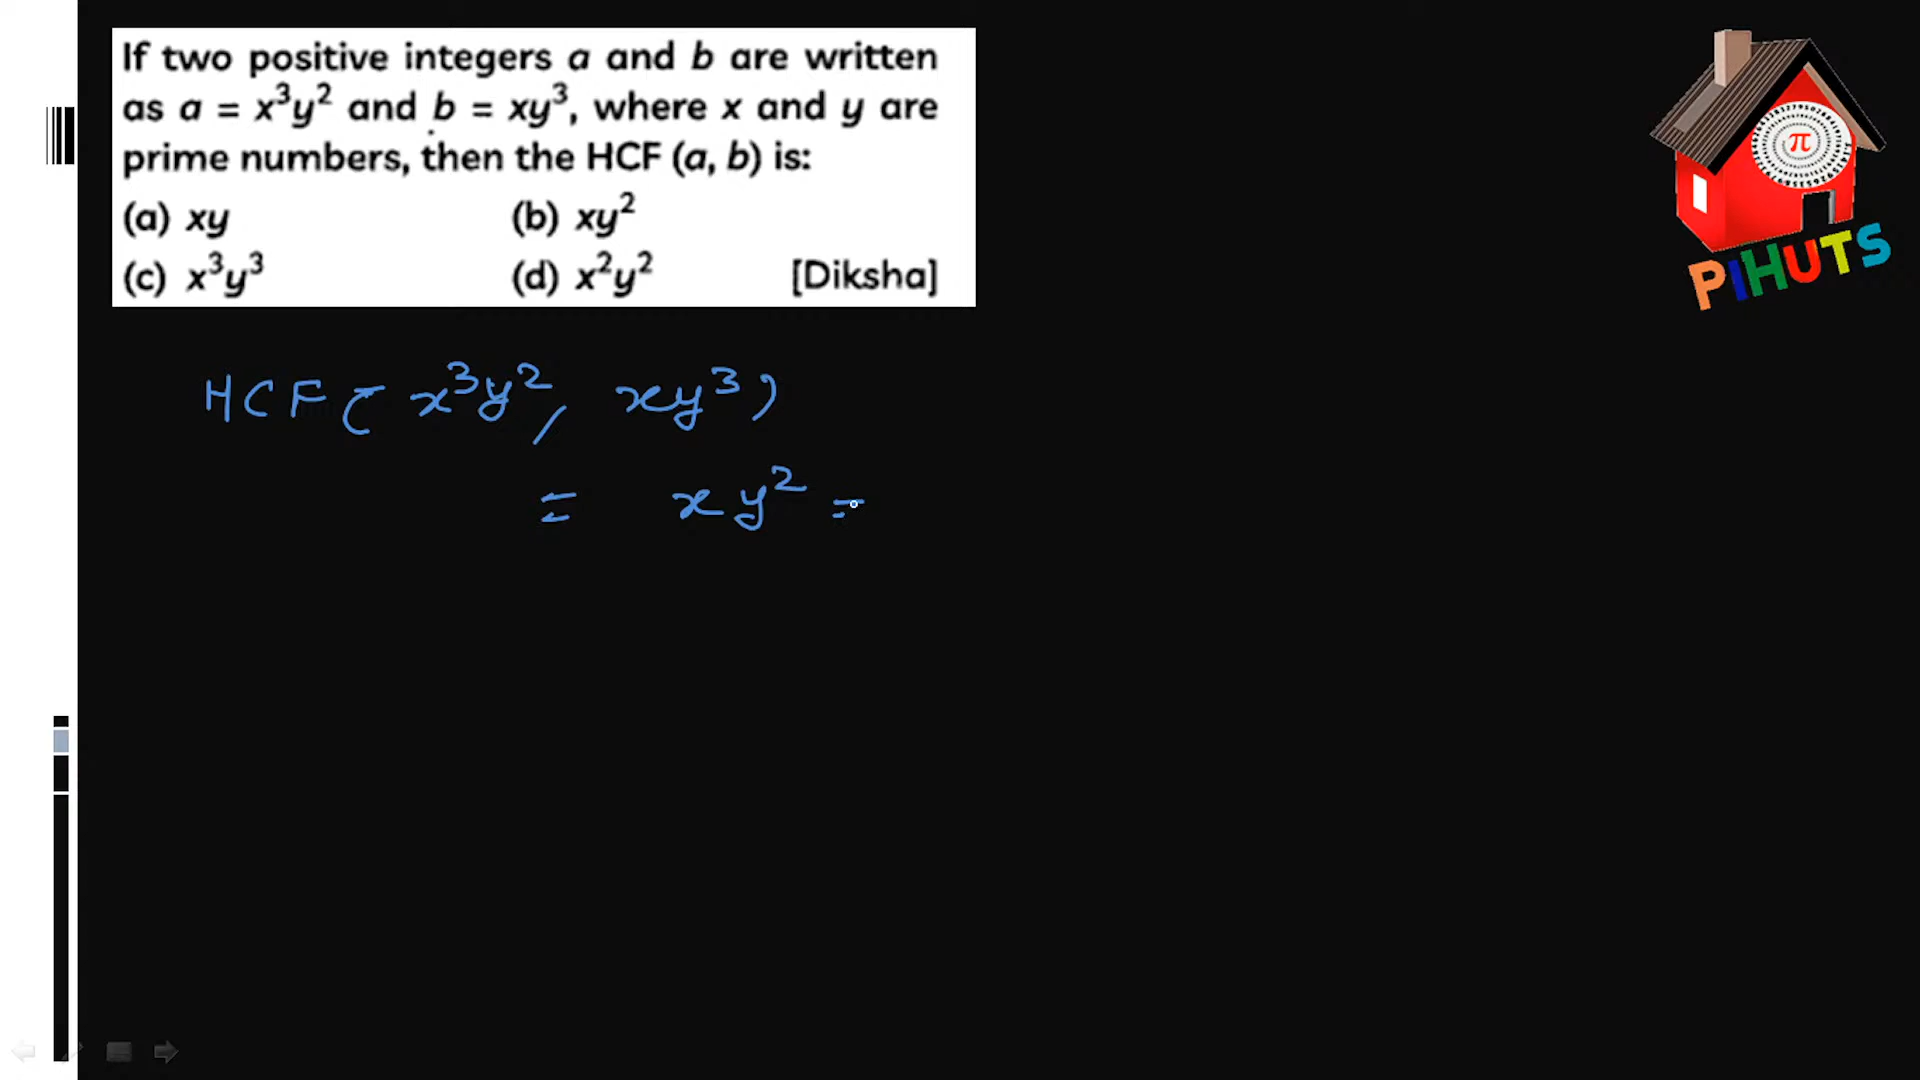 If two positive integers a and b are written
as a = x³y² and b = xy³, where x and y are
prime numbers, then the HCF (a, b) is:
(a) xy (b) xy²
(c) x³y³ (d) x²y² [Diksha]
HCF( x³y², xy³)
= xy² =
π
PIHUTS